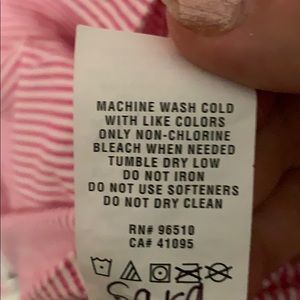 MACHINE WASH COLD
WITH LIKE COLORS
ONLY NON-CHLORINE
BLEACH WHEN NEEDED
TUMBLE DRY LOW
DO NOT IRON
DO NOT USE SOFTENERS
DO NOT DRY CLEAN
RN# 96510
CA# 41095
Sara